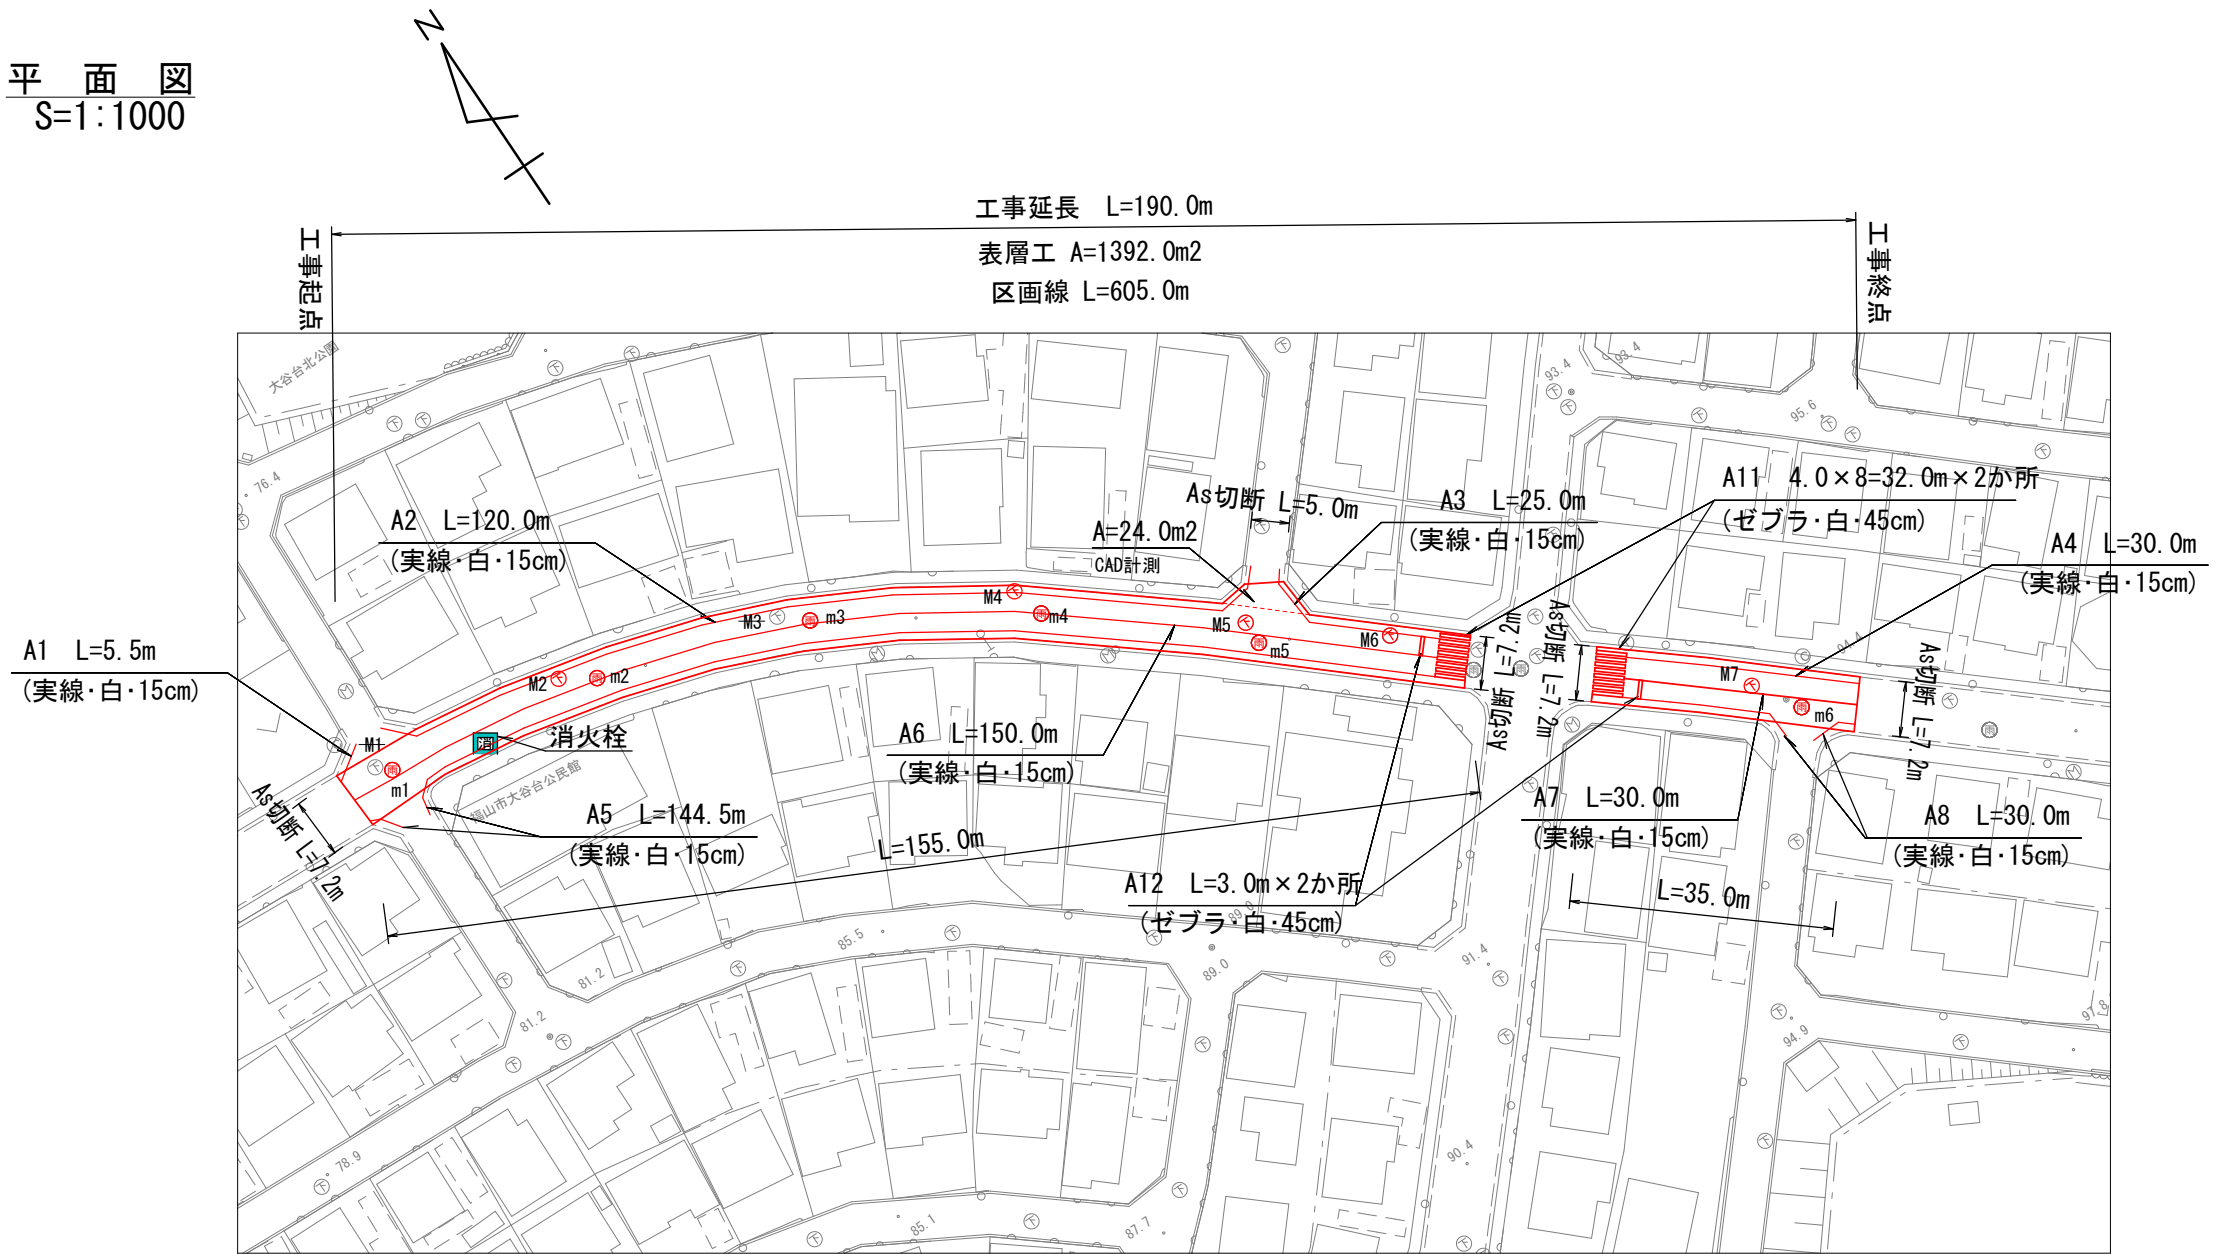 平 面 図
S=1:1000
N
工事延長 L=190.0m
表層工 A=1392.0m2
区画線 L=605.0m
工事起点
工事終点
大谷台北公園
76.4
93.4
93.4
95.6
94.4
A11 4.0×8=32.0m×2か所
(ゼブラ・白・45cm)
As切断 L=5.0m
A3 L=25.0m
(実線・白・15cm)
A2 L=120.0m
(実線・白・15cm)
A=24.0m2
CAD計測
A4 L=30.0m
(実線・白・15cm)
A1 L=5.5m
(実線・白・15cm)
M1
M2
M3
M4
M5
M6
M7
m1
m2
m3
m4
m5
m6
消
消火栓
福山市大谷台公民館
As切断 L=7.2m
As切断 L=7.2m
As切断 L=7.2m
As切断 L=7.2m
A6 L=150.0m
(実線・白・15cm)
A5 L=144.5m
(実線・白・15cm)
A7 L=30.0m
(実線・白・15cm)
A8 L=30.0m
(実線・白・15cm)
L=155.0m
A12 L=3.0m×2か所
(ゼブラ・白・45cm)
L=35.0m
85.5
89.0
89.0
91.4
81.2
81.2
78.9
85.1
87.7
90.4
94.9
97.8